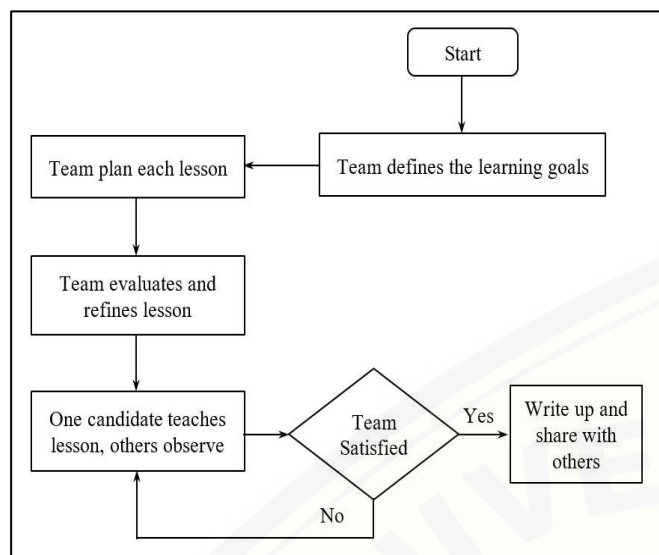 Start
Team defines the learning goals
Team plan each lesson
Team evaluates and
refines lesson
One candidate teaches
lesson, others observe
Team
Satisfied
Yes
Write up and
share with
others
No